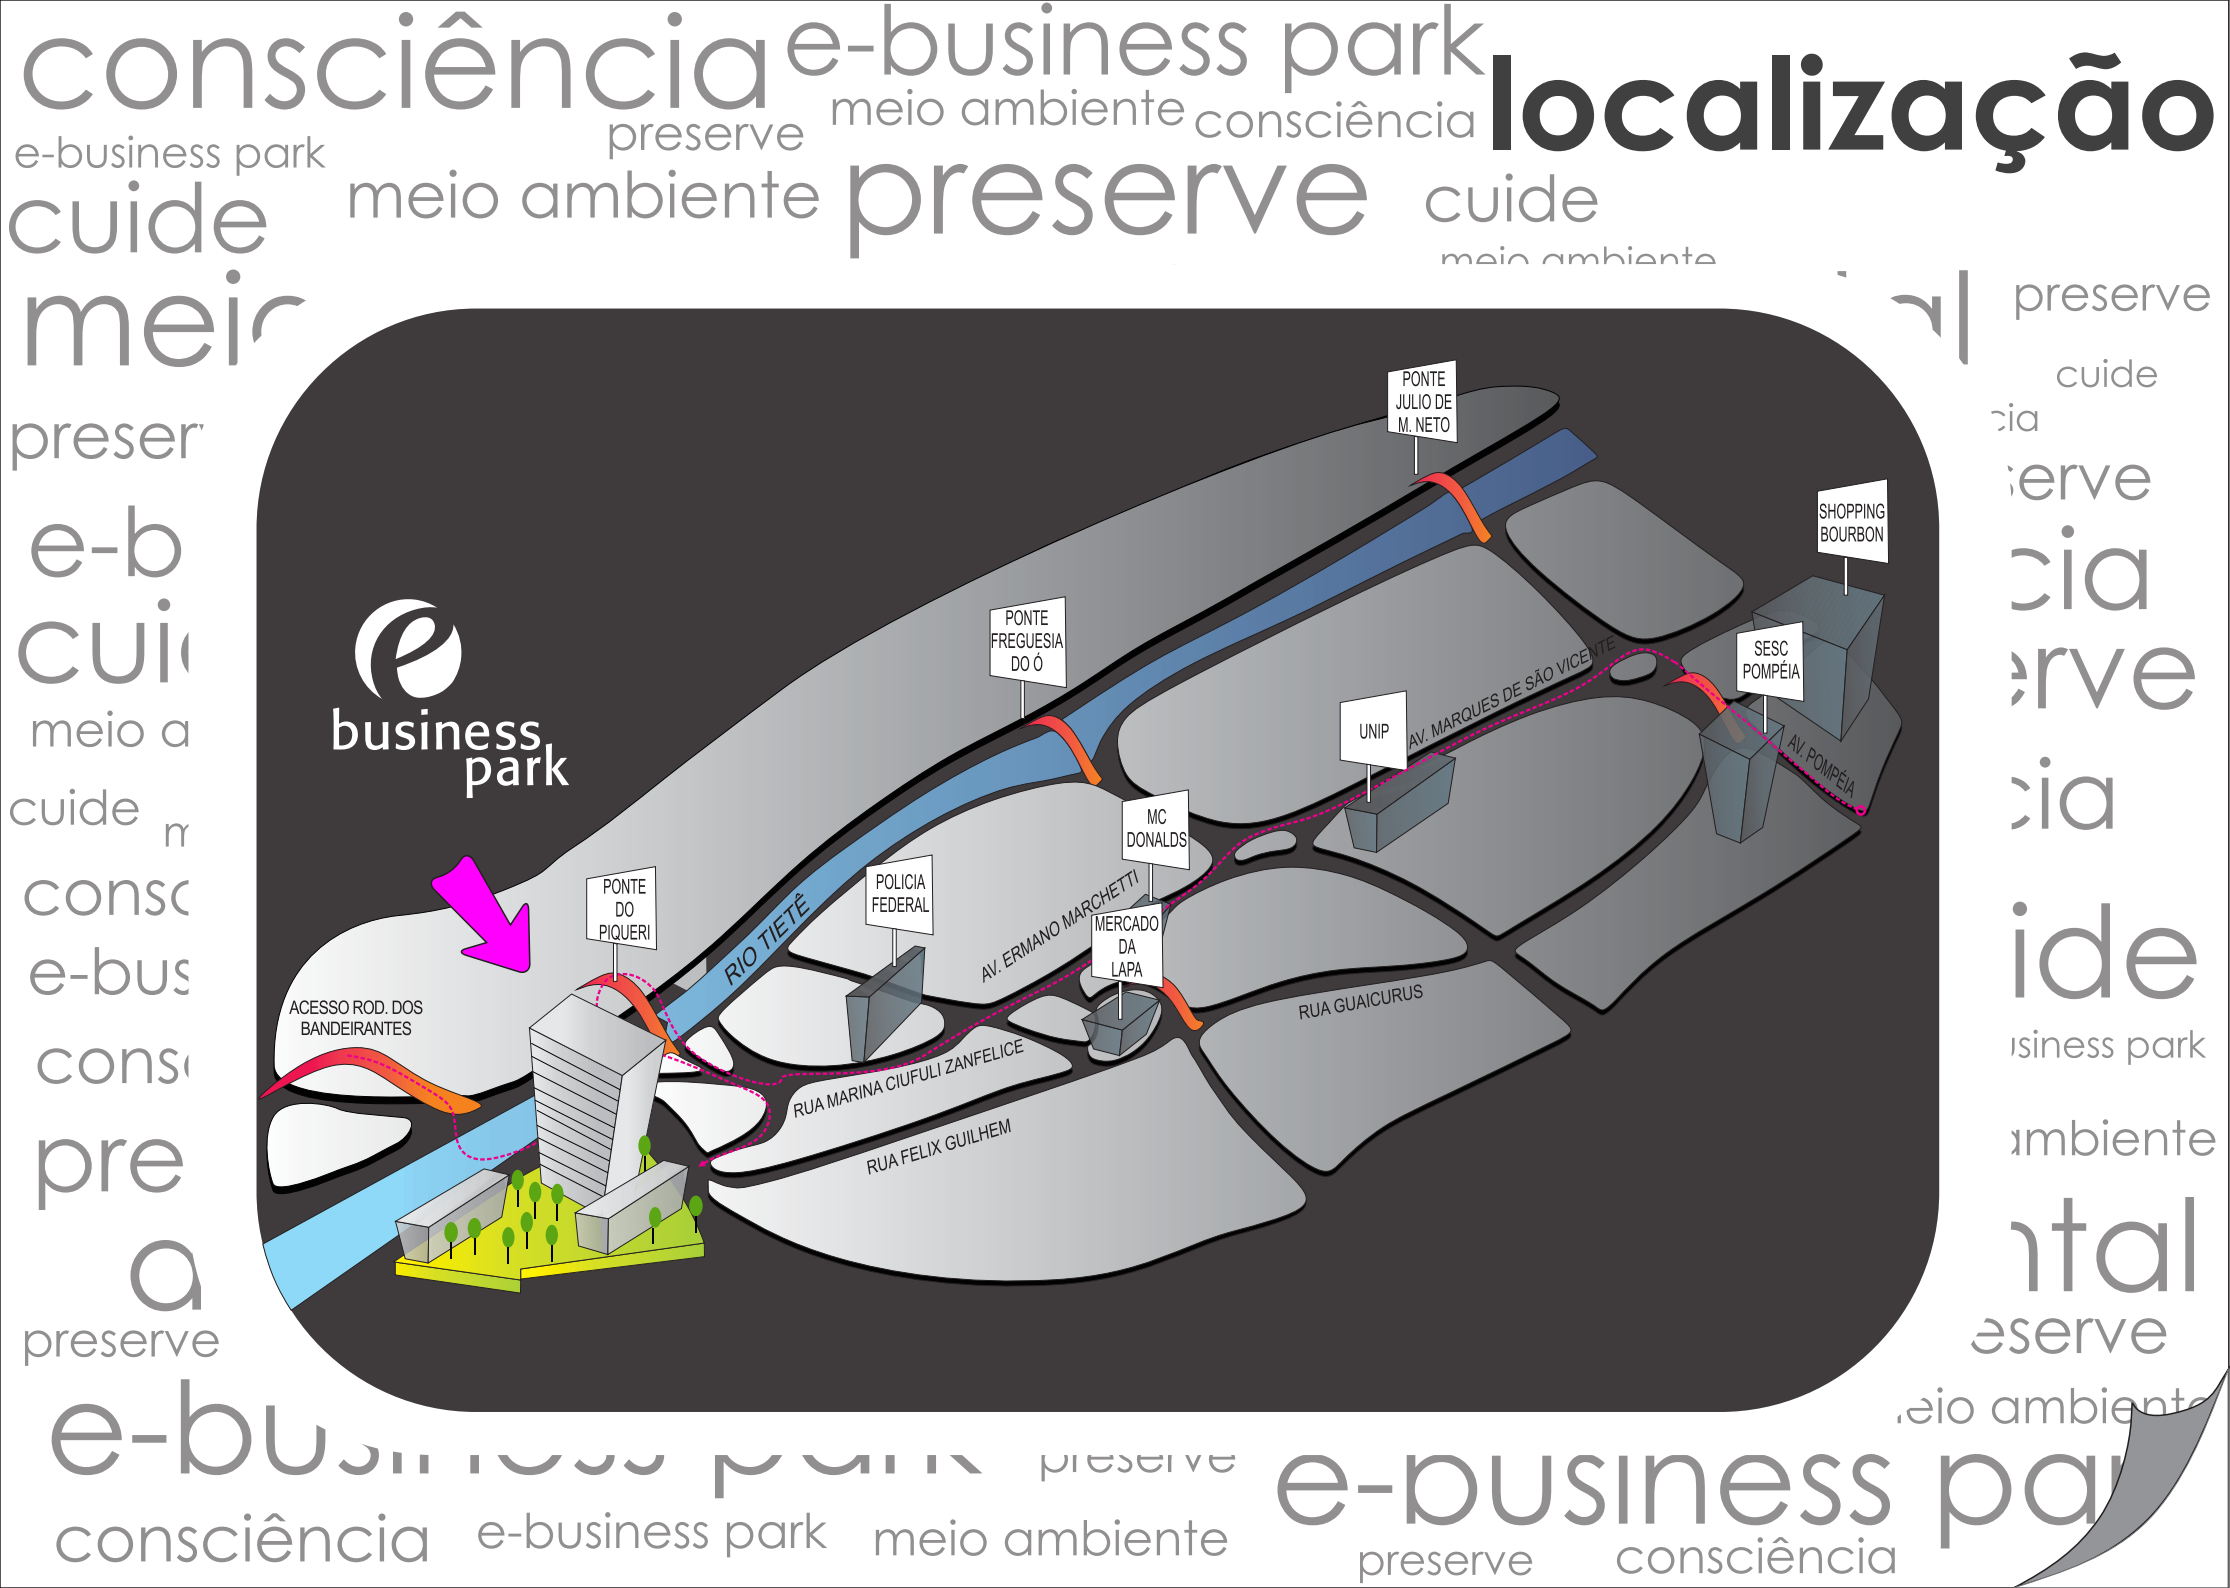 consciência e-business park localização
e-business park preserve meio ambiente consciência
cuide meio ambiente preserve cuide
meio ambiente
preserve
cuide
PONTE
JULIO DE
M. NETO
SHOPPING
BOURBON
PONTE
FREGUESIA
DO Ó
SESC
POMPÉIA
business
park
UNIP
AV. MARQUES DE SÃO VICENTE
AV. POMPÉIA
meio a
cuide
MC
DONALDS
POLICIA
FEDERAL
PONTE
DO
PIQUERI
RIO TIETÊ
AV. ERMANO MARCHETTI
MERCADO
DA
LAPA
ACESSO ROD. DOS
BANDEIRANTES
RUA GUAICURUS
RUA MARINA CIUFULI ZANFELICE
RUA FELIX GUILHEM
preserve
e-business park preserve e-business
consciência e-business park meio ambiente
preserve consciência